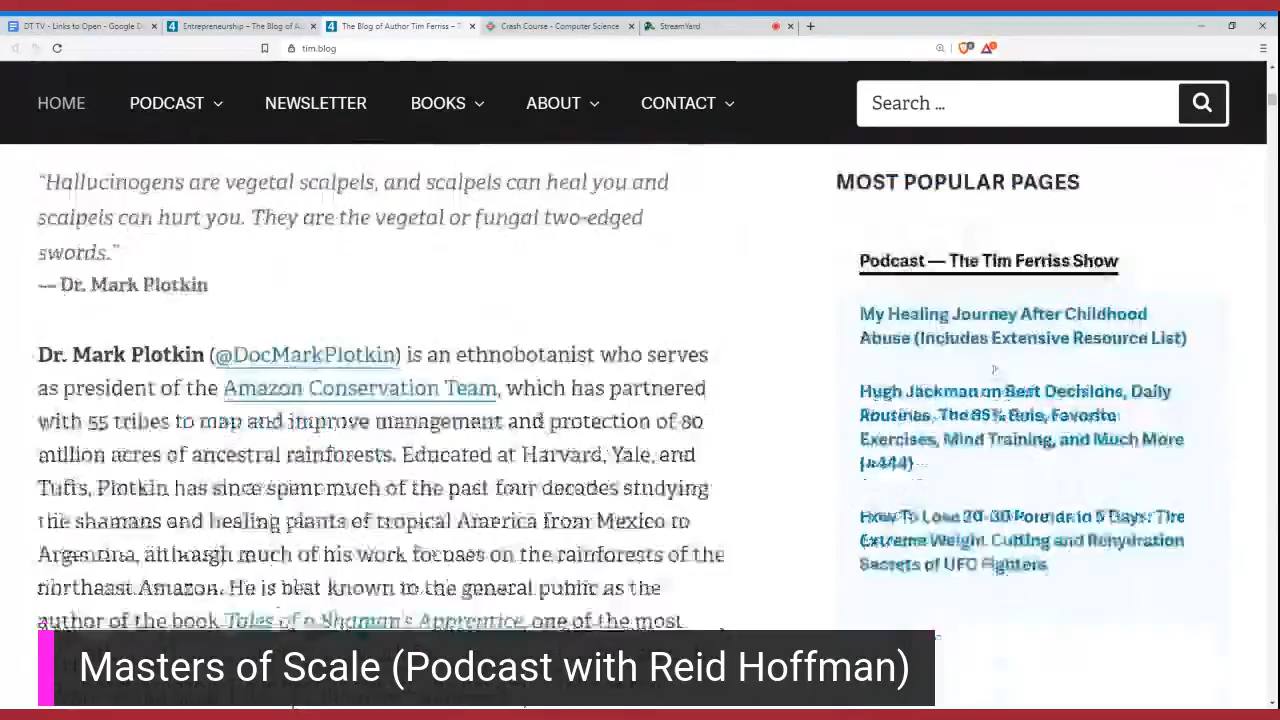 DT TV - Links to Open - Google D
Entrepreneurship – The Blog of A
The Blog of Author Tim Ferriss – T
Crash Course - Computer Science
StreamYard
tim.blog
HOME
PODCAST
NEWSLETTER
BOOKS
ABOUT
CONTACT
Search ...
"Hallucinogens are vegetal scalpels, and scalpels can heal you and
scalpels can hurt you. They are the vegetal or fungal two-edged
swords."
— Dr. Mark Plotkin
Dr. Mark Plotkin (@DocMarkPlotkin) is an ethnobotanist who serves
as president of the Amazon Conservation Team, which has partnered
with 55 tribes to map and improve management and protection of 80
million acres of ancestral rainforests. Educated at Harvard, Yale, and
Tufts, Plotkin has since spent much of the past four decades studying
the shamans and healing plants of tropical America from Mexico to
Argentina, although much of his work focuses on the rainforests of the
northeast Amazon. He is best known to the general public as the
author of the book Tales of a Shaman's Apprentice, one of the most
MOST POPULAR PAGES
Podcast — The Tim Ferriss Show
My Healing Journey After Childhood
Abuse (Includes Extensive Resource List)
Hugh Jackman on Best Decisions, Daily
Routines, The 85% Rule, Favorite
Exercises, Mind Training, and Much More
(#444)
How To Lose 20-30 Pounds In 5 Days: The
Extreme Weight Cutting and Rehydration
Secrets of UFC Fighters
Masters of Scale (Podcast with Reid Hoffman)